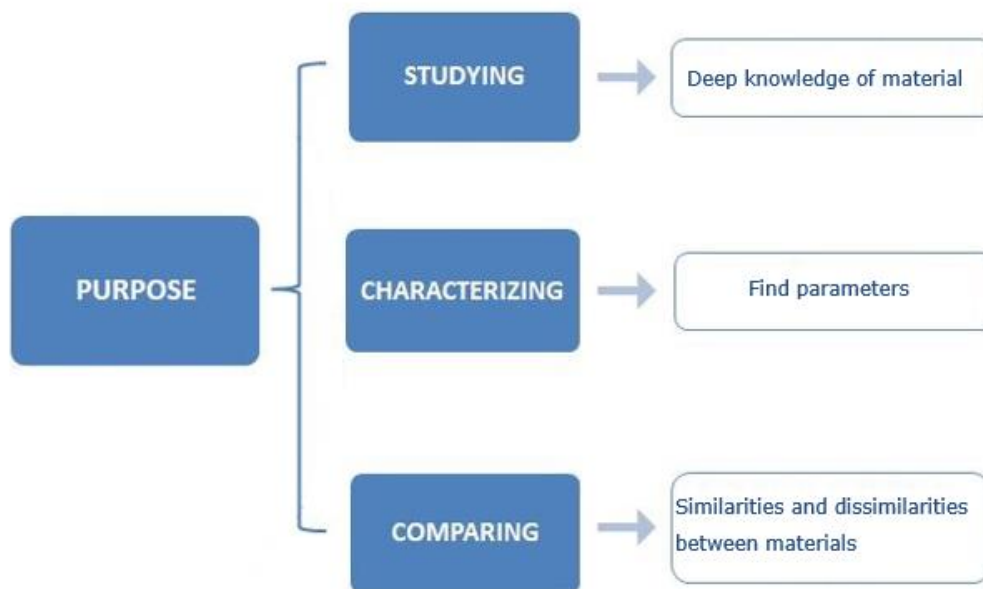 STUDYING
Deep knowledge of material
PURPOSE
CHARACTERIZING
Find parameters
COMPARING
Similarities and dissimilarities
between materials